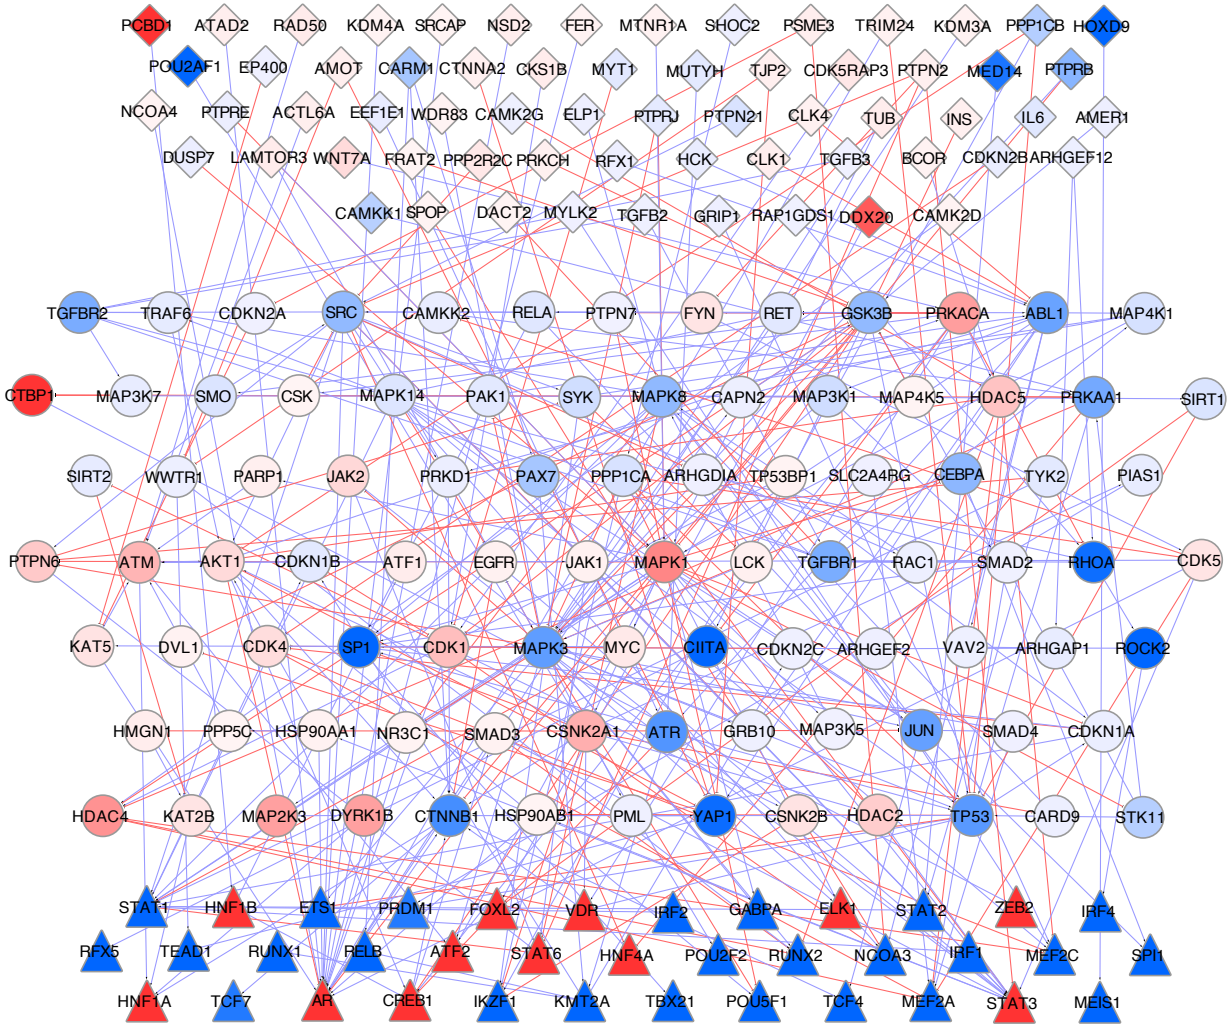 PCBD1 ATAD2 RAD50 KDM4A SRCAP NSD2 FER MTNR1A SHOC2 PSME3 TRIM24 KDM3A PPP1CB HOXD9
POU2AF1 EP400 AMOT CARM1 CTNNA2 CKS1B MYT1 MUTYH TJP2 CDK5RAP3 PTPN2 MED14 PTPRB
NCOA4 PTPRE ACTL6A EEF1E1 WDR83 CAMK2G ELP1 PTPRJ PTPN21 CLK4 TUB INS IL6 AMER1
DUSP7 LAMTOR3 WNT7A FRAT2 PPP2R2C PRKCH RFX1 HCK CLK1 TGFB3 BCOR CDKN2B ARHGEF12
CAMKK1 SPOP DACT2 MYLK2 TGFB2 GRIP1 RAP1GDS1 DDX20 CAMK2D
TGFBR2 TRAF6 CDKN2A SRC CAMKK2 RELA PTPN7 FYN RET GSK3B PRKACA ABL1 MAP4K1
CTBP1 MAP3K7 SMO CSK MAPK14 PAK1 SYK MAPK8 CAPN2 MAP3K1 MAP4K5 HDAC5 PRKAA1 SIRT1
SIRT2 WWTR1 PARP1 JAK2 PRKD1 PAX7 PPP1CA ARHGDIA TP53BP1 SLC2A4RG CEBPA TYK2 PIAS1
PTPN6 ATM AKT1 CDKN1B ATF1 EGFR JAK1 MAPK1 LCK TGFBR1 RAC1 SMAD2 RHOA CDK5
KAT5 DVL1 CDK4 SP1 CDK1 MAPK3 MYC CIITA CDKN2C ARHGEF2 VAV2 ARHGAP1 ROCK2
HMGN1 PPP5C HSP90AA1 NR3C1 SMAD3 CSNK2A1 ATR GRB10 MAP3K5 JUN SMAD4 CDKN1A
HDAC4 KAT2B MAP2K3 DYRK1B CTNNB1 HSP90AB1 PML YAP1 CSNK2B HDAC2 TP53 CARD9 STK11
STAT1 HNF1B ETS1 PRDM1 FOXL2 VDR IRF2 GABPA ELK1 STAT2 ZEB2 IRF4
RFX5 TEAD1 RUNX1 RELB ATF2 STAT6 HNF4A POU2F2 RUNX2 NCOA3 IRF1 MEF2C SPI1
HNF1A TCF7 AR CREB1 IKZF1 KMT2A TBX21 POU5F1 TCF4 MEF2A STAT3 MEIS1